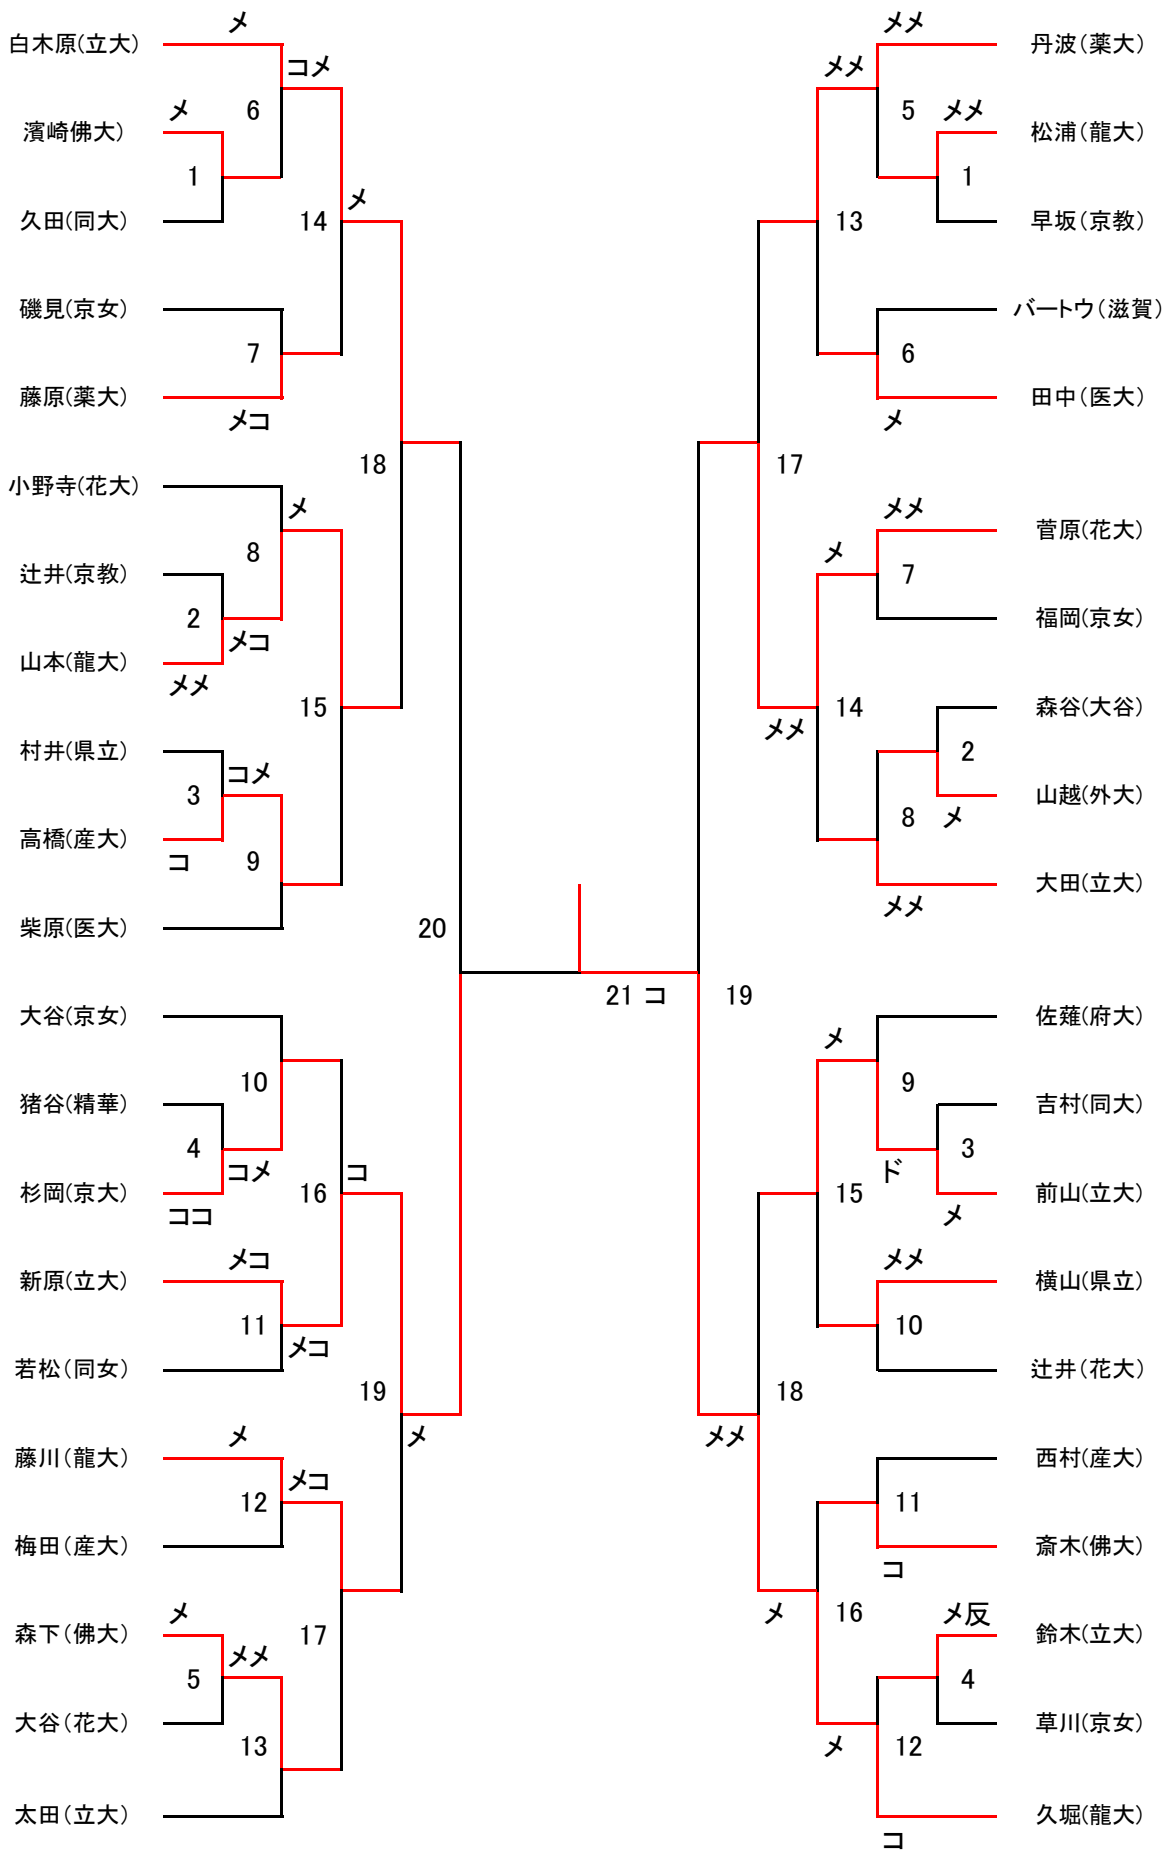 メ
白木原(立大)
コメ
6
メ
濱崎佛大)
1
メ
久田(同大)
14
磯見(京女)
7
藤原(薬大)
メコ
18
小野寺(花大)
メ
8
辻井(京教)
2
メコ
山本(龍大)
メメ
15
村井(県立)
コメ
3
高橋(産大)
コ
9
柴原(医大)
20
大谷(京女)
10
猪谷(精華)
4
コメ
杉岡(京大)
ココ
16
コ
メコ
新原(立大)
11
メコ
若松(同女)
19
メ
メ
藤川(龍大)
メコ
12
梅田(産大)
メ
森下(佛大)
17
メメ
5
大谷(花大)
13
太田(立大)
21 コ
メメ
丹波(薬大)
メメ
5
メメ
松浦(龍大)
1
早坂(京教)
13
バートウ(滋賀)
6
田中(医大)
メ
17
メメ
菅原(花大)
メ
7
福岡(京女)
14
メメ
森谷(大谷)
2
山越(外大)
8
メ
大田(立大)
メメ
19
佐薙(府大)
メ
9
吉村(同大)
3
ド
前山(立大)
メ
15
メメ
横山(県立)
10
辻井(花大)
18
メメ
西村(産大)
11
斎木(佛大)
コ
メ
16
メ反
鈴木(立大)
4
草川(京女)
メ
12
久堀(龍大)
コ